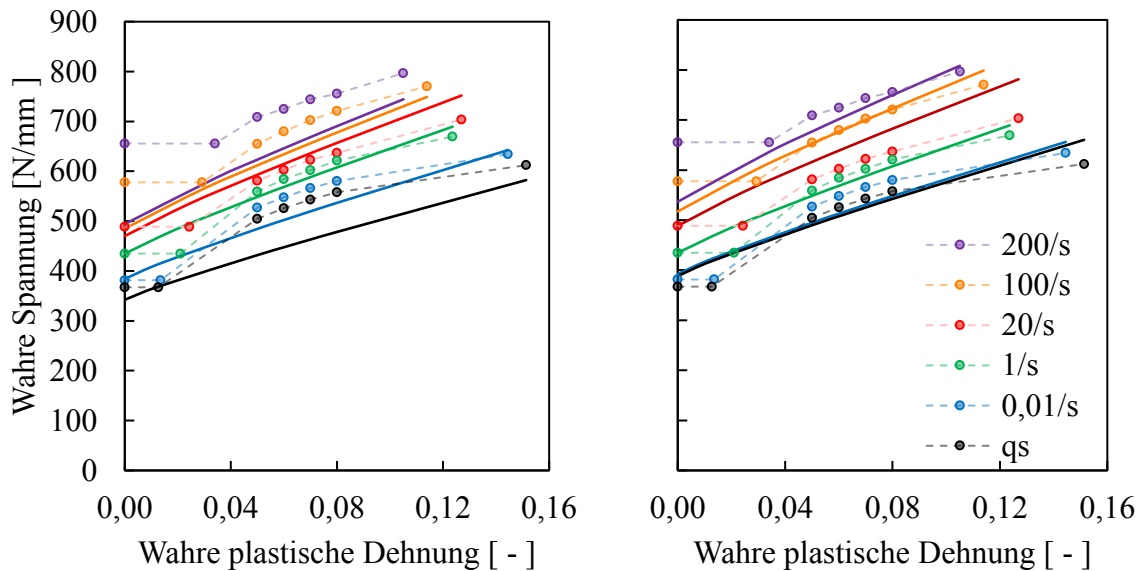 Wahre Spannung [N/mm ]
900
800
700
600
500
400
300
200
100
0
0,00 0,04 0,08 0,12 0,16
Wahre plastische Dehnung [ - ]
200/s
100/s
20/s
1/s
0,01/s
qs
0,00 0,04 0,08 0,12 0,16
Wahre plastische Dehnung [ - ]